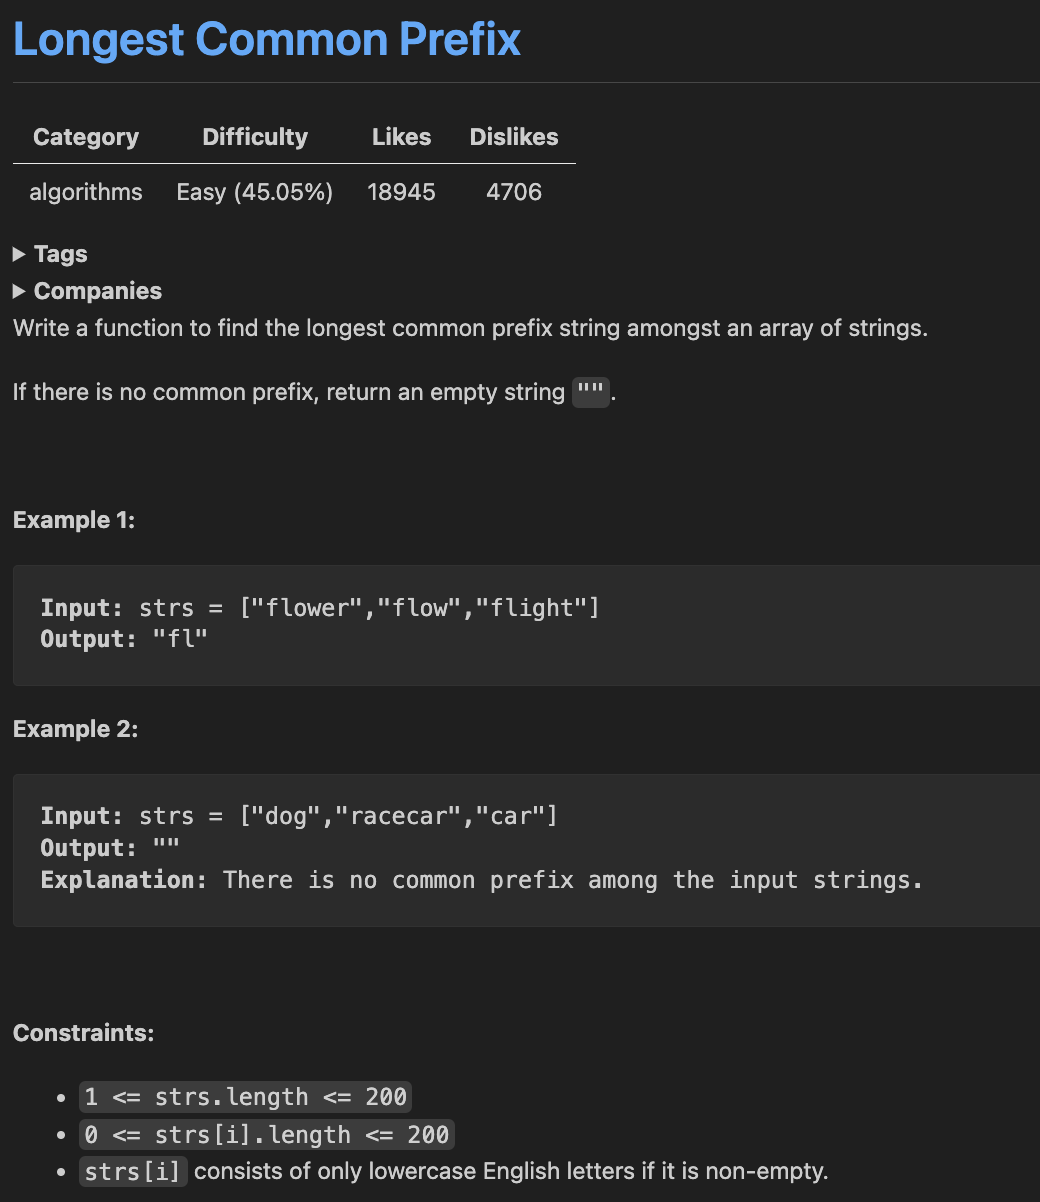 Longest Common Prefix
Category Difficulty Likes Dislikes
algorithms Easy (45.05%) 18945 4706
▶ Tags
▶ Companies
Write a function to find the longest common prefix string amongst an array of strings.
If there is no common prefix, return an empty string "".
Example 1:
Input: strs = ["flower","flow","flight"]
Output: "fl"
Example 2:
Input: strs = ["dog","racecar","car"]
Output: ""
Explanation: There is no common prefix among the input strings.
Constraints:
• 1 <= strs.length <= 200
• 0 <= strs[i].length <= 200
• strs[i] consists of only lowercase English letters if it is non-empty.